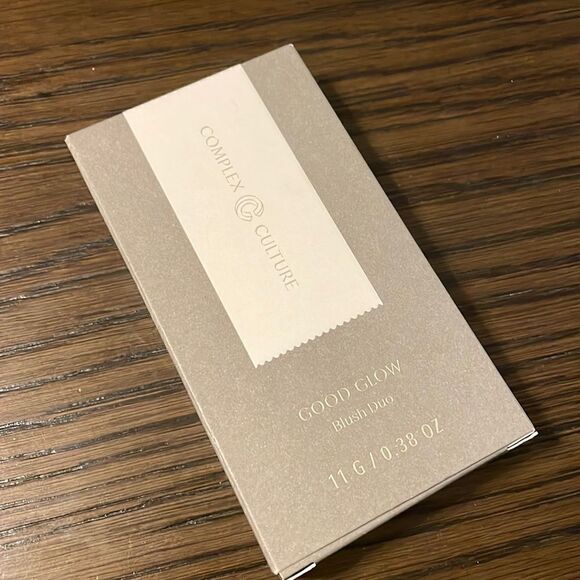 COMPLEX CULTURE
GOOD GLOW
Blush Duo
11 G / 0.38 OZ